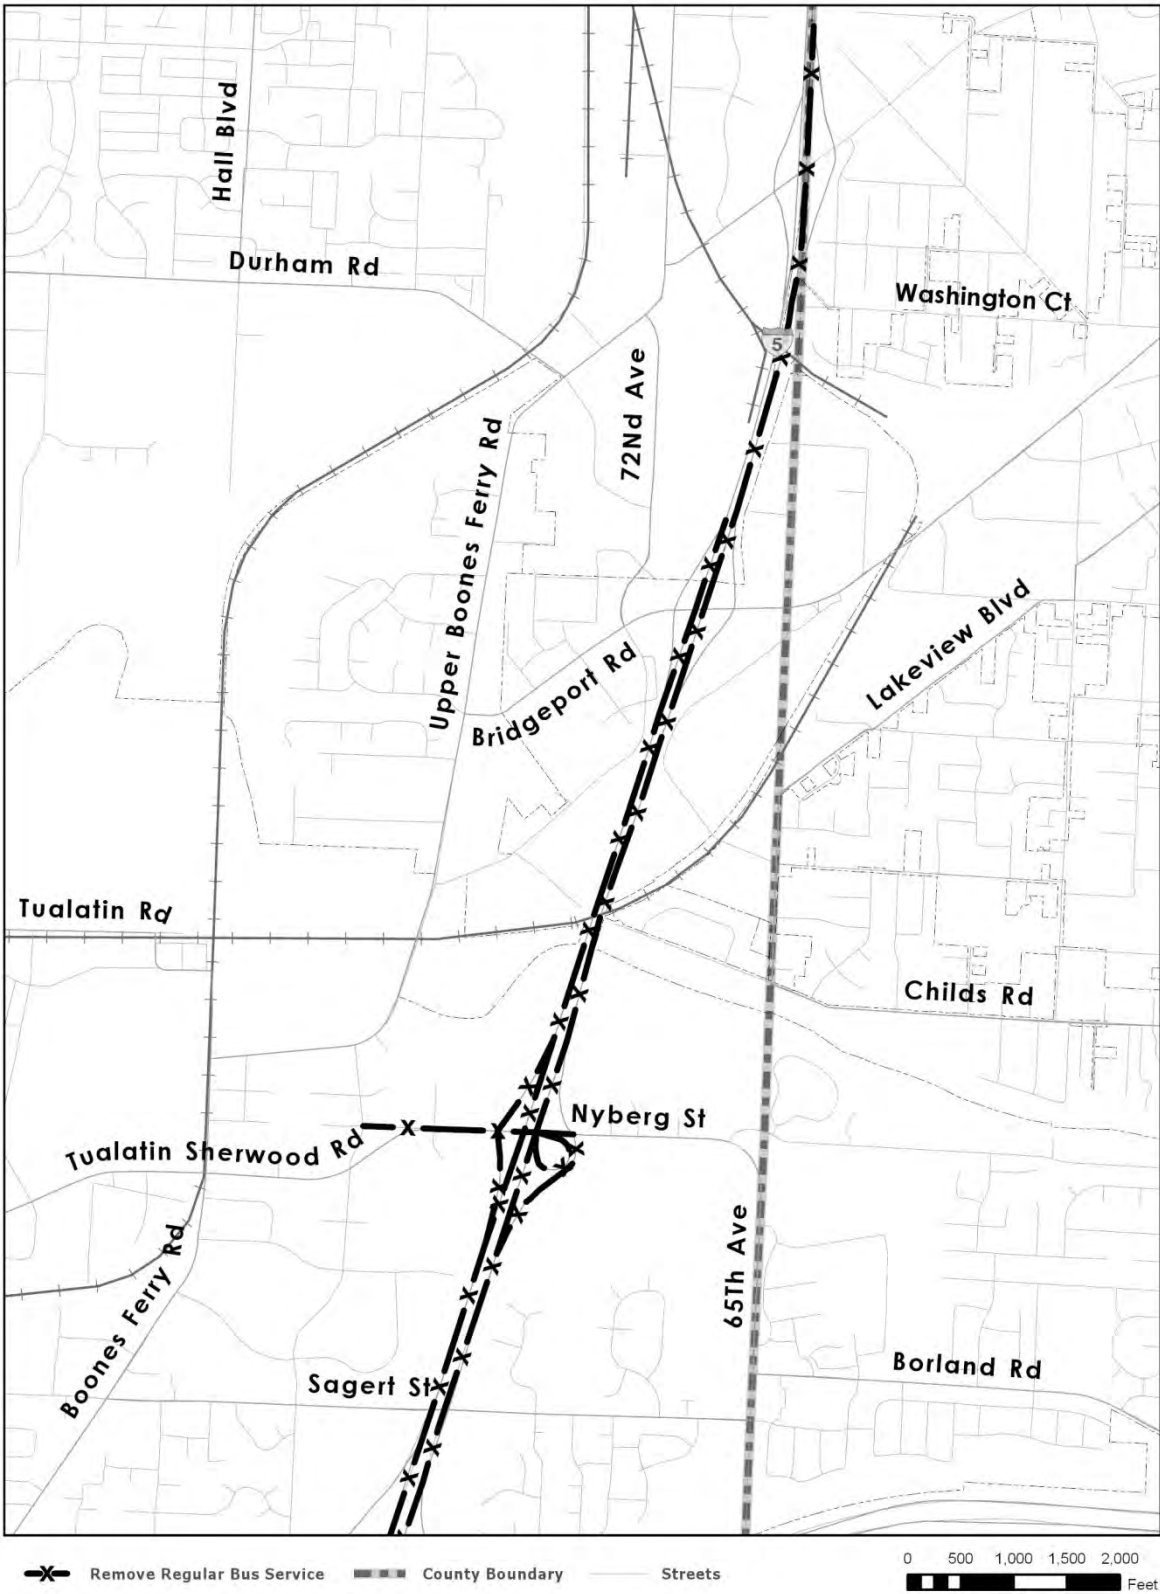 Hall Blvd
Durham Rd
Washington Ct
5
72Nd Ave
Upper Boones Ferry Rd
Bridgeport Rd
Lakeview Blvd
Tualatin Rd
Childs Rd
Nyberg St
Tualatin Sherwood Rd
65Th Ave
Boones Ferry Rd
Sagert St
Borland Rd
X Remove Regular Bus Service County Boundary Streets
0 500 1,000 1,500 2,000
Feet